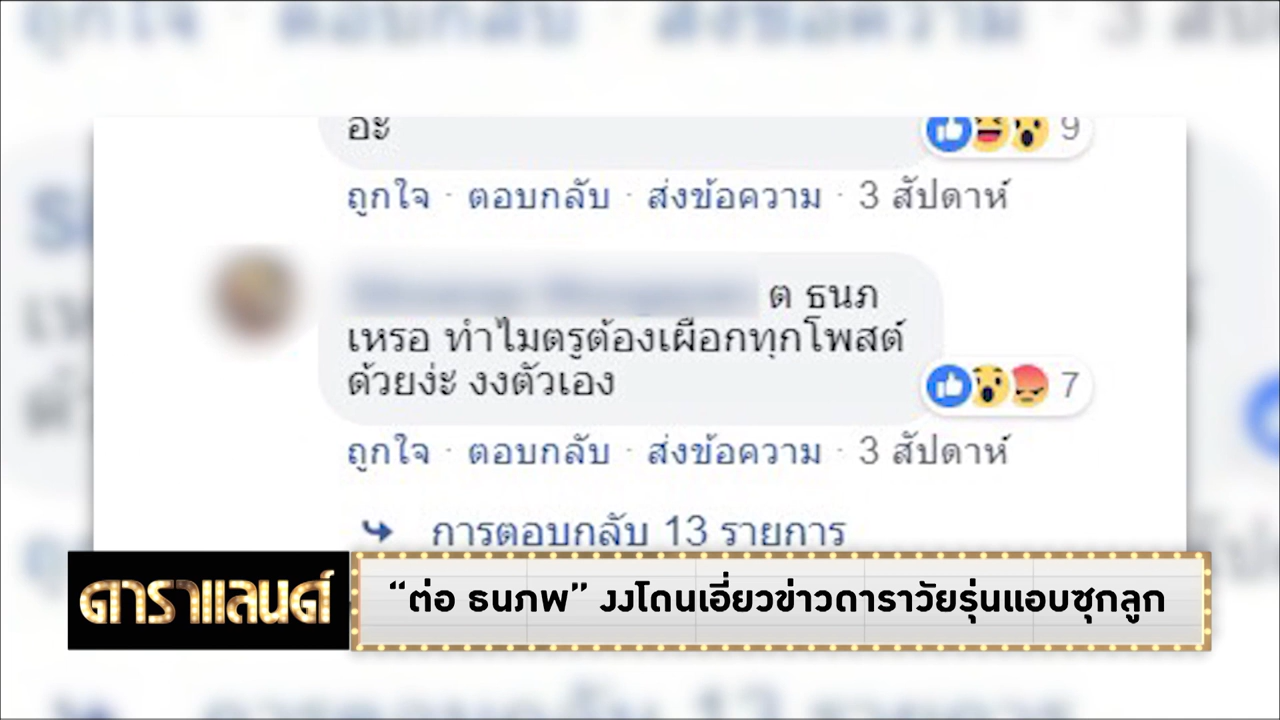 อะ
9
ถูกใจ · ตอบกลับ · ส่งข้อความ · 3 สัปดาห์
ต ธนภ
เหรอ ทำไมตรูต้องเผือกทุกโพสต์
ด้วยง่ะ งงตัวเอง
7
ถูกใจ · ตอบกลับ · ส่งข้อความ · 3 สัปดาห์
การตอบกลับ 13 รายการ
ดาราแลนด์
“ต่อ ธนภพ” งงโดนเอี่ยวข่าวดาราวัยรุ่นแอบซุกลูก